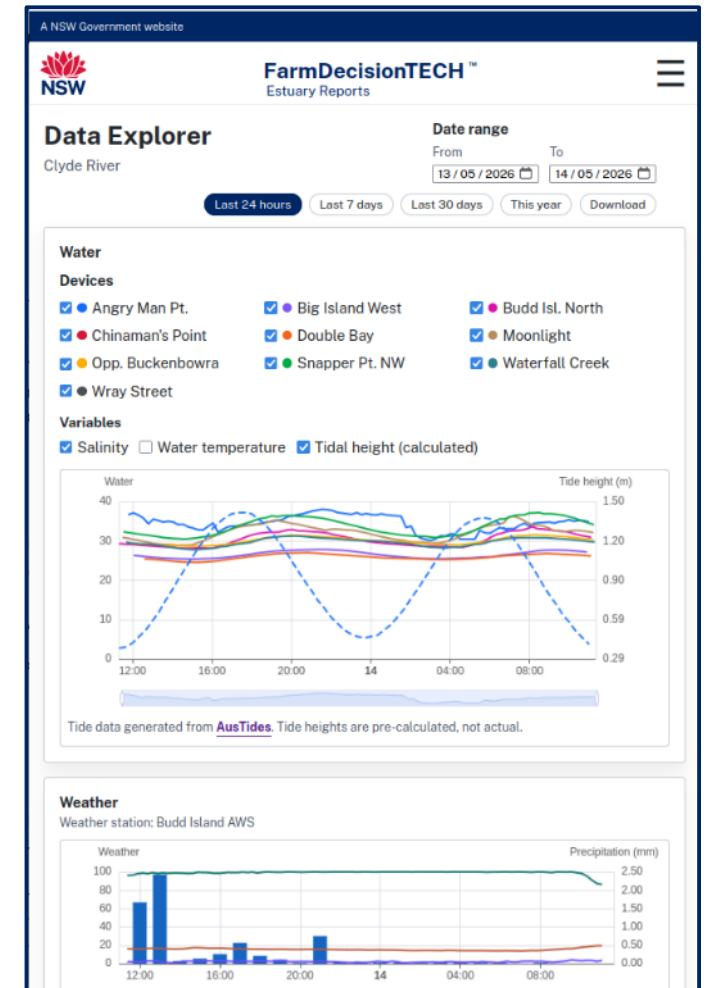 A NSW Government website
NSW
FarmDecisionTECH ™
Estuary Reports
Data Explorer
Clyde River
Date range
From To
13 / 05 / 2026 14 / 05 / 2026
Last 24 hours Last 7 days Last 30 days This year Download
Water
Devices
Angry Man Pt. Big Island West Budd Isl. North
Chinaman's Point Double Bay Moonlight
Opp. Buckenbowra Snapper Pt. NW Waterfall Creek
Wray Street
Variables
Salinity Water temperature Tidal height (calculated)
Water Tide height (m)
40 1.50
30 1.20
20 0.90
10 0.59
0 0.29
12:00 16:00 20:00 14 04:00 08:00
Tide data generated from AusTides. Tide heights are pre-calculated, not actual.
Weather
Weather station: Budd Island AWS
Weather Precipitation (mm)
100 2.50
80 2.00
60 1.50
40 1.00
20 0.50
0 0.00
12:00 16:00 20:00 14 04:00 08:00